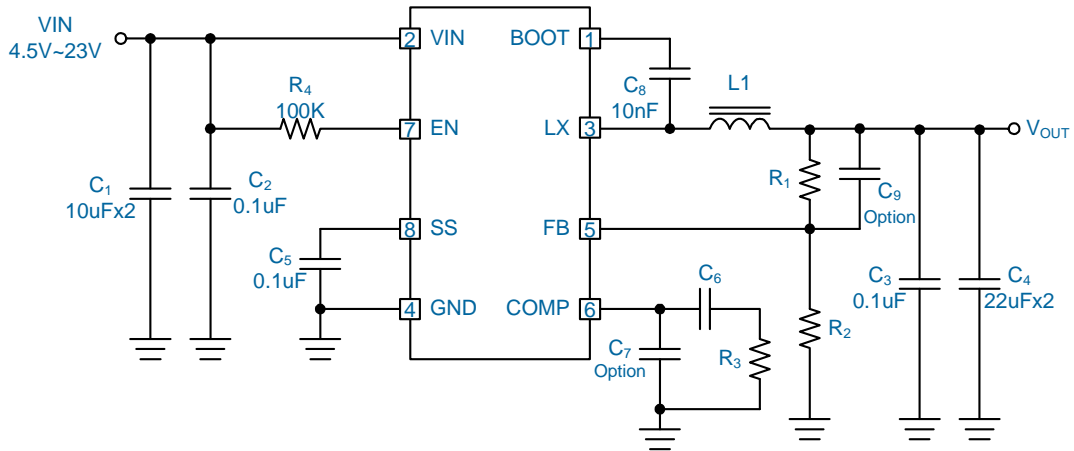 VIN
4.5V~23V
2 VIN
BOOT 1
C8
10nF
L1
R4
100K
7 EN
LX 3
VOUT
C1
10uFx2
C2
0.1uF
R1
C9
Option
8 SS
FB 5
C5
0.1uF
C6
C3
0.1uF
C4
22uFx2
4 GND
COMP 6
R2
C7
Option
R3